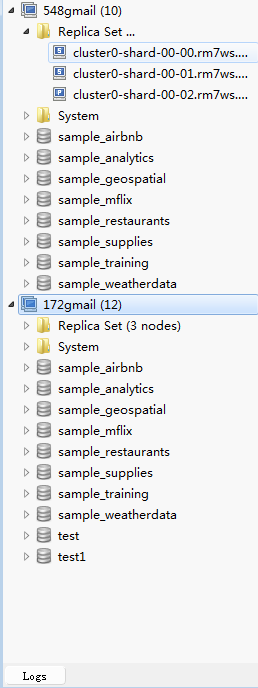 548gmail (10)
Replica Set ...
S cluster0-shard-00-00.rm7ws....
S cluster0-shard-00-01.rm7ws....
P cluster0-shard-00-02.rm7ws....
System
sample_airbnb
sample_analytics
sample_geospatial
sample_mflix
sample_restaurants
sample_supplies
sample_training
sample_weatherdata
172gmail (12)
Replica Set (3 nodes)
System
sample_airbnb
sample_analytics
sample_geospatial
sample_mflix
sample_restaurants
sample_supplies
sample_training
sample_weatherdata
test
test1
Logs